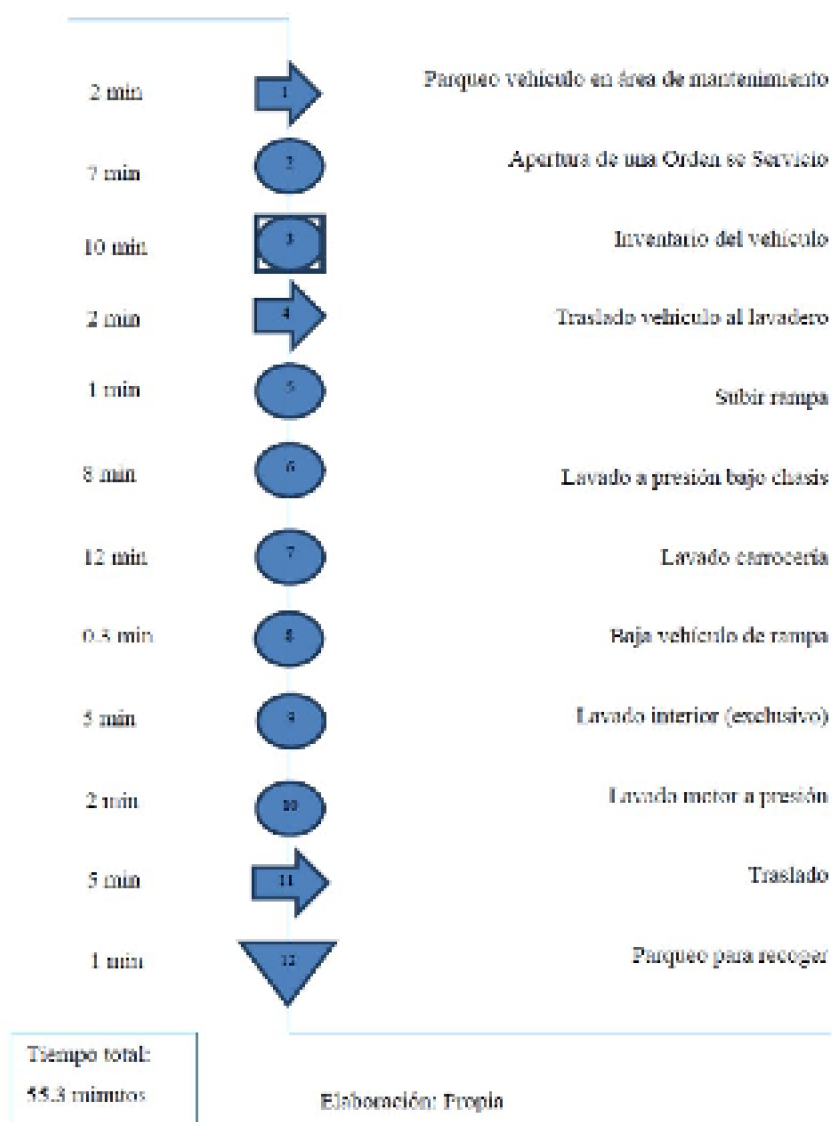 2 min 1 Parqueo vehículo en área de mantenimiento
7 min 2 Apertura de una Orden se Servicio
10 min 3 Inventario del vehículo
2 min 4 Traslado vehiculo al lavadero
1 min 5 Subir rampa
8 min 6 Lavado a presión bajo chasis
12 min 7 Lavado carrocería
0.3 min 8 Baja vehículo de rampa
5 min 9 Lavado interior (exclusivo)
2 min 10 Lavado motor a presión
5 min 11 Traslado
1 min 12 Parqueo para recoger
Tiempo total:
55.3 minutos
Elaboración: Propia